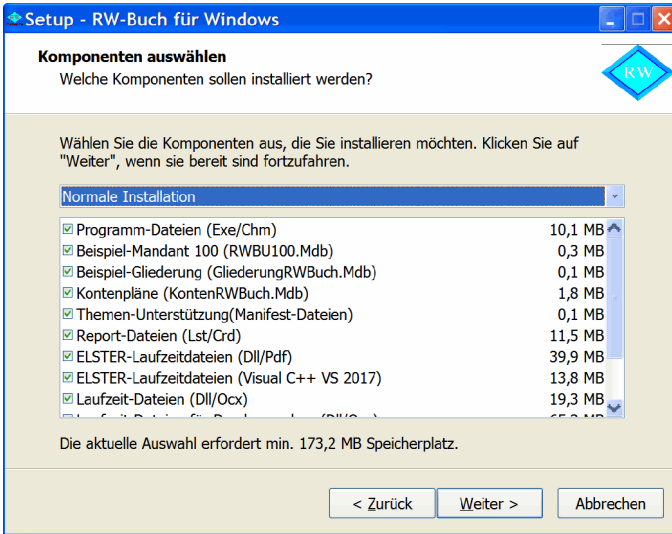 Setup - RW-Buch für Windows
Komponenten auswählen
Welche Komponenten sollen installiert werden?
RW
Wählen Sie die Komponenten aus, die Sie installieren möchten. Klicken Sie auf
"Weiter", wenn sie bereit sind fortzufahren.
Normale Installation
Programm-Dateien (Exe/Chm) 10,1 MB
Beispiel-Mandant 100 (RWBU100.Mdb) 0,3 MB
Beispiel-Gliederung (GliederungRWBuch.Mdb) 0,1 MB
Kontenpläne (KontenRWBuch.Mdb) 1,8 MB
Themen-Unterstützung(Manifest-Dateien) 0,1 MB
Report-Dateien (Lst/Crd) 11,5 MB
ELSTER-Laufzeitdateien (Dll/Pdf) 39,9 MB
ELSTER-Laufzeitdateien (Visual C++ VS 2017) 13,8 MB
Laufzeit-Dateien (Dll/Ocx) 19,3 MB
Die aktuelle Auswahl erfordert min. 173,2 MB Speicherplatz.
< Zurück
Weiter >
Abbrechen